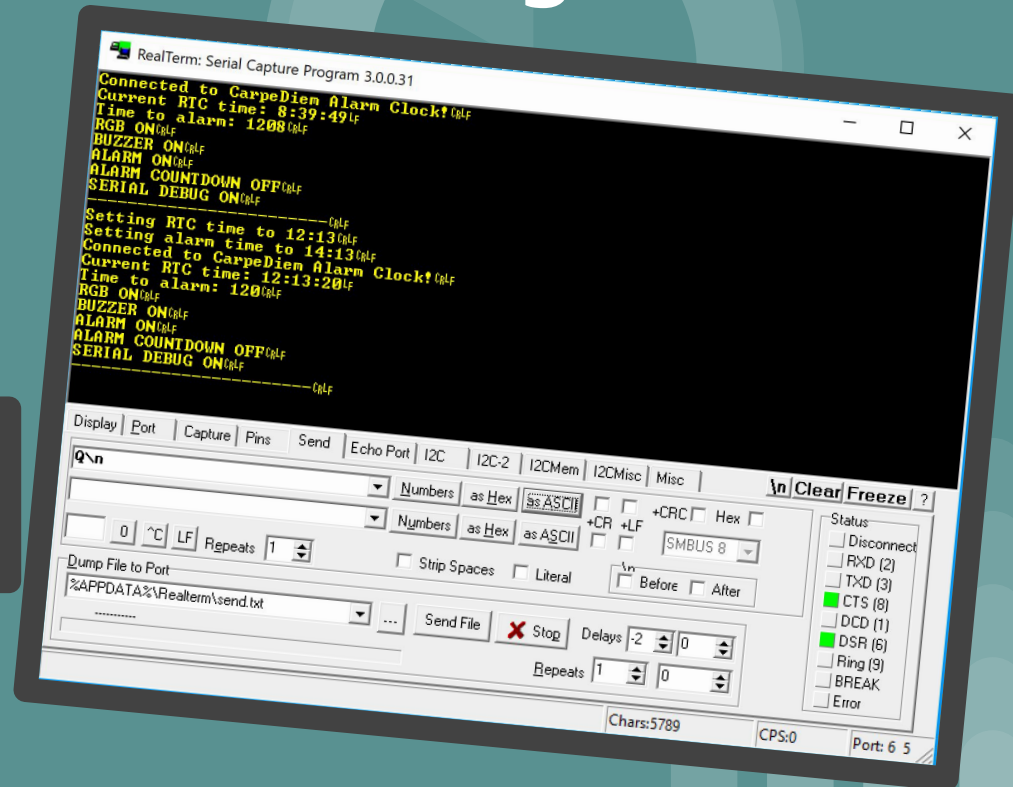 RealTerm: Serial Capture Program 3.0.0.31
Connected to CarpeDiem Alarm Clock!CRLF
Current RTC time: 8:39:49LF
Time to alarm: 1208CRLF
RGB ONCRLF
BUZZER ONCRLF
ALARM ONCRLF
ALARM COUNTDOWN OFFCRLF
SERIAL DEBUG ONCRLF
------------------------CRLF
Setting RTC time to 12:13CRLF
Setting alarm time to 14:13CRLF
Connected to CarpeDiem Alarm Clock!CRLF
Current RTC time: 12:13:20LF
Time to alarm: 120CRLF
RGB ONCRLF
BUZZER ONCRLF
ALARM ONCRLF
ALARM COUNTDOWN OFFCRLF
SERIAL DEBUG ONCRLF
------------------------CRLF
Display Port Capture Pins Send Echo Port I2C I2C-2 I2CMem I2CMisc Misc \n Clear Freeze ?
Q\n
Numbers as Hex as ASCII
+CR +LF
+CRC Hex
Numbers as Hex as ASCII
SMBUS 8
0 ^C LF Repeats 1
Strip Spaces Literal
\n
Before After
Dump File to Port
%APPDATA%\Realterm\send.txt
... Send File Stop Delays -2 0
-----------
Repeats 1 0
Status
Disconnect
RXD (2)
TXD (3)
CTS (8)
DCD (1)
DSR (6)
Ring (9)
BREAK
Error
Chars:5789 CPS:0 Port: 6 5